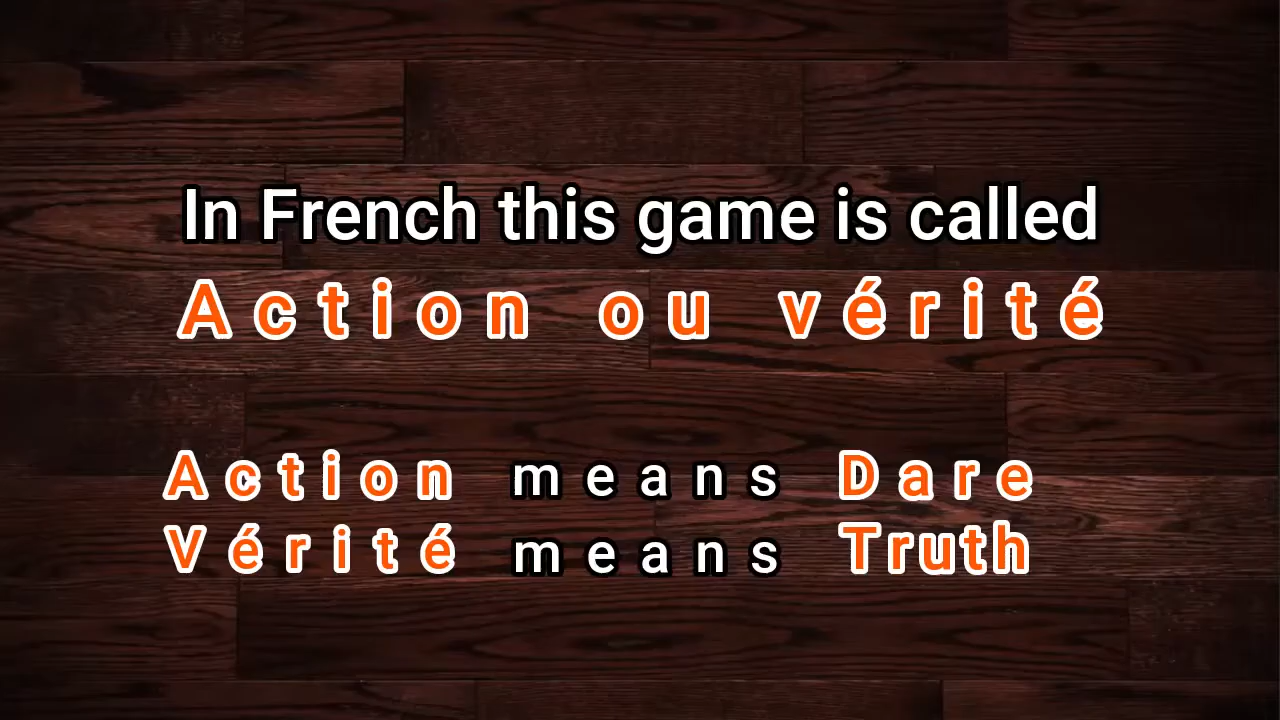 In French this game is called
Action ou vérité
Action means Dare
Vérité means Truth